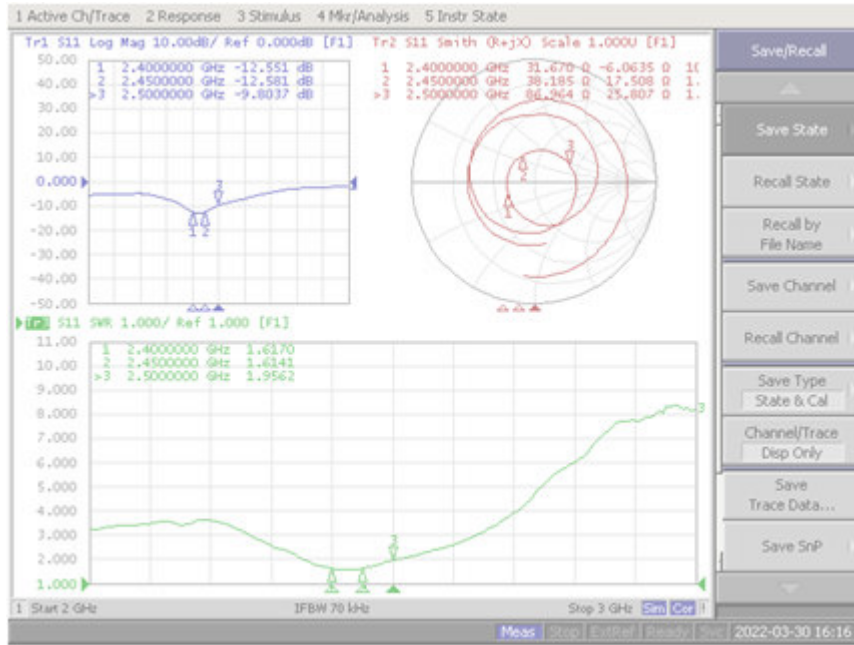 1 Active Ch/Trace 2 Response 3 Stimulus 4 Mkr/Analysis 5 Instr State
Tr1 S11 Log Mag 10.00dB/ Ref 0.000dB [F1]
50.00
40.00
30.00
20.00
10.00
0.000
-10.00
-20.00
-30.00
-40.00
-50.00
1 2.4000000 GHz -12.551 dB
2 2.4500000 GHz -12.581 dB
>3 2.5000000 GHz -9.8037 dB
3
1 2
Tr2 S11 Smith (R+jX) Scale 1.000U [F1]
1 2.4000000 GHz 31.670 Ω -6.0635 Ω
2 2.4500000 GHz 38.185 Ω 17.508 Ω 1.
>3 2.5000000 GHz 86.964 Ω 25.807 Ω 1.
3
1
Tr3 S11 SWR 1.000/ Ref 1.000 [F1]
11.00
10.00
9.000
8.000
7.000
6.000
5.000
4.000
3.000
2.000
1.000
1 2.4000000 GHz 1.6170
2 2.4500000 GHz 1.6141
>3 2.5000000 GHz 1.9562
3
3
1 Start 2 GHz IFBW 70 kHz Stop 3 GHz Sim Cor !
Meas Stop ExtRef Ready Svc 2022-03-30 16:16
Save/Recall
Save State
Recall State
Recall by
File Name
Save Channel
Recall Channel
Save Type
State & Cal
Channel/Trace
Disp Only
Save
Trace Data...
Save SnP